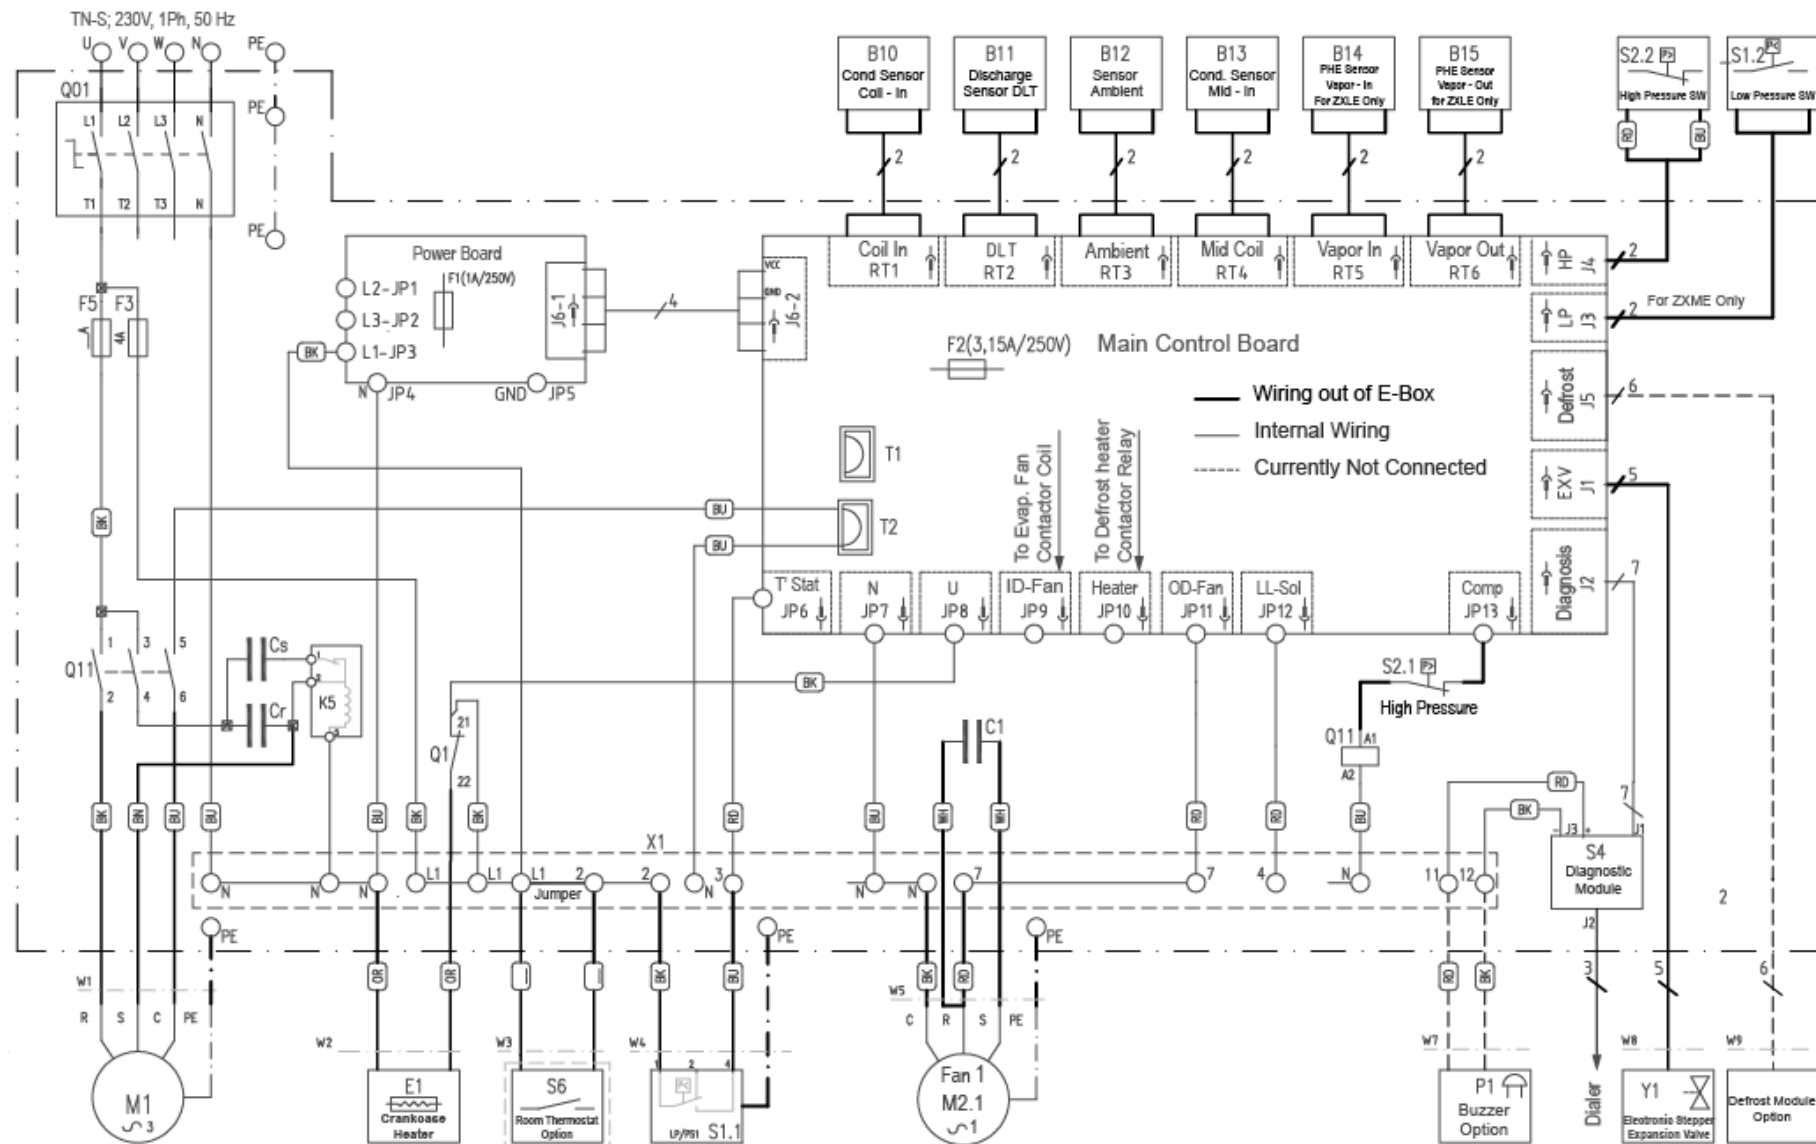 TN-S; 230V, 1Ph, 50 Hz
U V W N PE
Q01
PE
L1 L2 L3 N
T1 T2 T3 N
PE
B10
Cond Sensor
Coil - In
B11
Discharge
Sensor DLT
B12
Sensor
Ambient
B13
Cond. Sensor
Mid - In
B14
PHE Sensor
Vapor - In
For ZXLE Only
B15
PHE Sensor
Vapor - Out
for ZXLE Only
S2.2 P>
High Pressure SW
S1.2 P<
Low Pressure SW
RD BU
2 2 2 2 2 2
Power Board
F1(1A/250V)
L2-JP1
L3-JP2
L1-JP3
BK
N JP4
GND JP5
J6-1
4
VCC
GND
J6-2
Coil In
RT1
DLT
RT2
Ambient
RT3
Mid Coil
RT4
Vapor In
RT5
Vapor Out
RT6
HP
J4
2
For ZXME Only
LP
J3
2
F2(3,15A/250V)
Main Control Board
Defrost
J5
6
Wiring out of E-Box
Internal Wiring
Currently Not Connected
EXV
J1
5
Diagnosis
J2
7
F5 F3
4A
T1
T2
BK
BU
BU
To Evap. Fan
Contactor Coil
To Defrost heater
Contactor Relay
T' Stat
JP6
N
JP7
U
JP8
ID-Fan
JP9
Heater
JP10
OD-Fan
JP11
LL-Sol
JP12
Comp
JP13
1 3 5
Q11
2 4 6
Cs
Cr
1
2
K5
3
BK
21
Q1
22
C1
S2.1 P>
High Pressure
Q11 A1
A2
BK BN BU BU BU BK RD BU WH WH RD RD BU
RD
BK
7
J3 J1
- +
S4
Diagnostic
Module
J2
X1
N N N L1 L1 L1 2 2 N 3 N N 7 7 4 N 11 12
Jumper
2
PE PE PE
OR OR BK BU BK RD RD BK
3 5 6
W1
R S C PE
W2
W3
W4
W5
C R S PE
W7
W8
W9
M1
3
E1
Crankcase
Heater
S6
Room Thermostat
Option
1 2 4
P<
LP/PS1 S1.1
Fan 1
M2.1
1
P1
Buzzer
Option
Dialer
Y1
Electronic Stepper
Expansion Valve
Defrost Module
Option